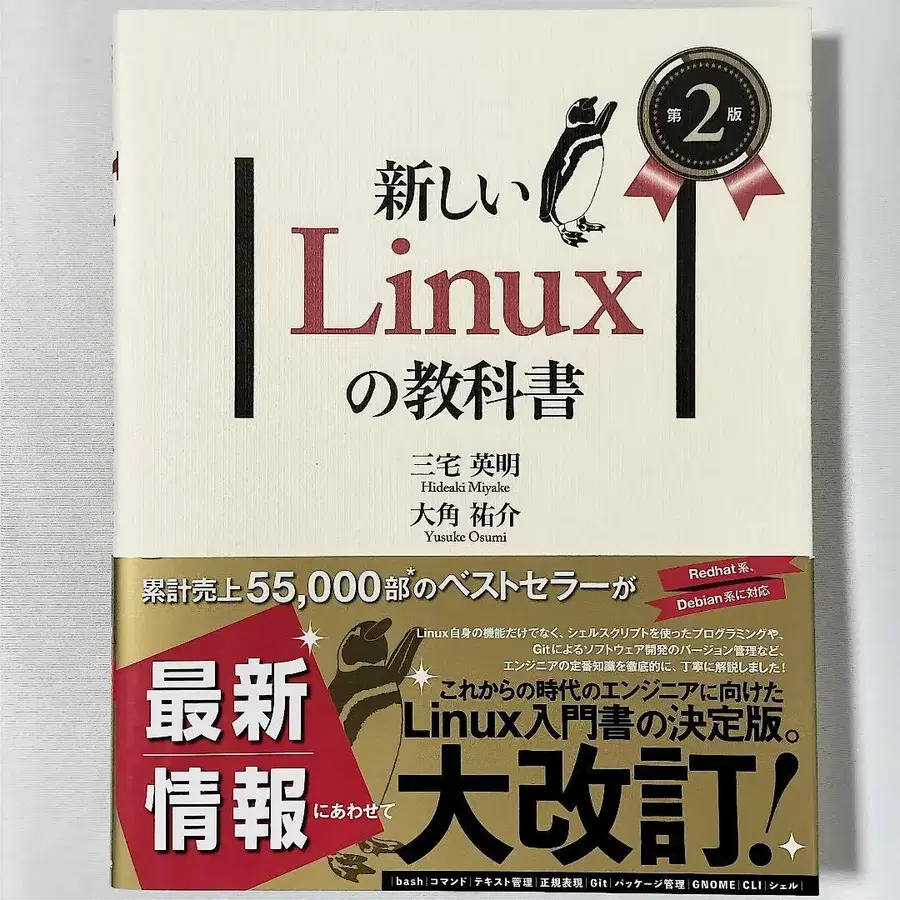 第2版
新しい
Linux
の教科書
三宅 英明
Hideaki Miyake
大角 祐介
Yusuke Osumi
累計売上55,000部*のベストセラーが
Redhat系、
Debian系に対応
Linux自身の機能だけでなく、シェルスクリプトを使ったプログラミングや、
Gitによるソフトウェア開発のバージョン管理など、
エンジニアの定番知識を徹底的に、丁寧に解説しました!
最新
情報にあわせて
これからの時代のエンジニアに向けた
Linux入門書の決定版。
大改訂!
|bash|コマンド|テキスト管理|正規表現|Git|パッケージ管理|GNOME|CLI|シェル|